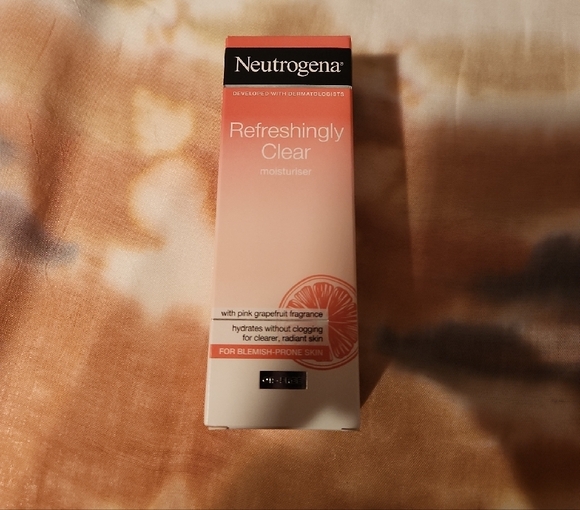 Neutrogena®
DEVELOPED WITH DERMATOLOGISTS
Refreshingly
Clear
moisturiser
with pink grapefruit fragrance
hydrates without clogging
for clearer, radiant skin
FOR BLEMISH-PRONE SKIN